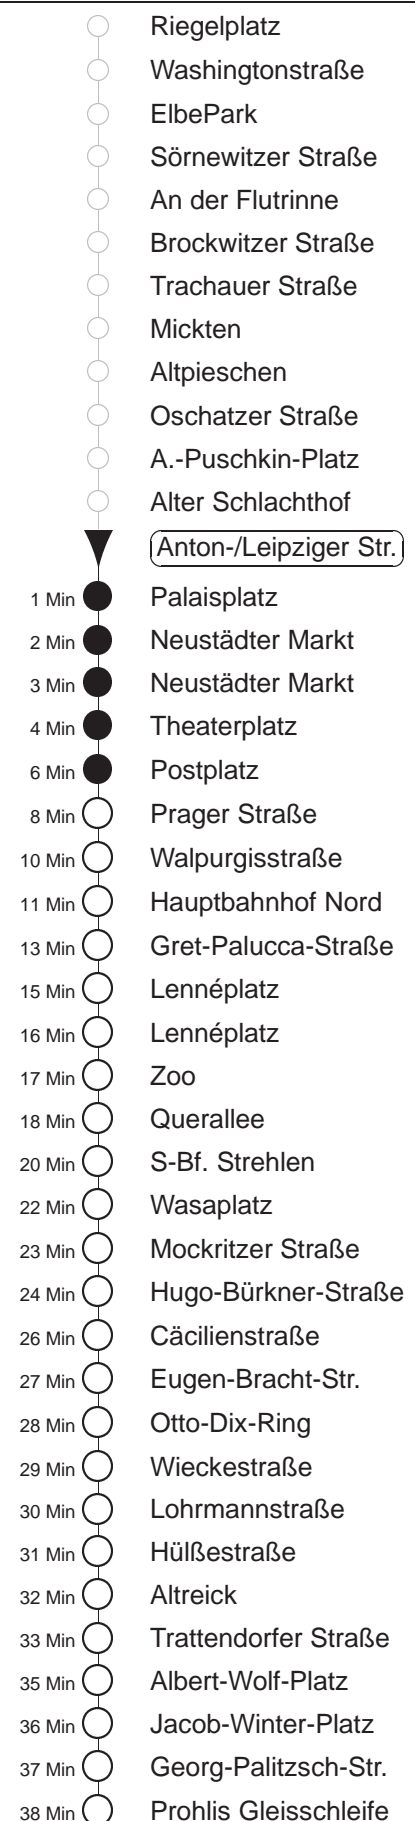 Riegelplatz
Washingtonstraße
ElbePark
Sörnewitzer Straße
An der Flutrinne
Brockwitzer Straße
Trachauer Straße
Mickten
Altpieschen
Oschatzer Straße
A.-Puschkin-Platz
Alter Schlachthof
Anton-/Leipziger Str.
1 Min Palaisplatz
2 Min Neustädter Markt
3 Min Neustädter Markt
4 Min Theaterplatz
6 Min Postplatz
8 Min Prager Straße
10 Min Walpurgisstraße
11 Min Hauptbahnhof Nord
13 Min Gret-Palucca-Straße
15 Min Lennéplatz
16 Min Lennéplatz
17 Min Zoo
18 Min Querallee
20 Min S-Bf. Strehlen
22 Min Wasaplatz
23 Min Mockritzer Straße
24 Min Hugo-Bürkner-Straße
26 Min Cäcilienstraße
27 Min Eugen-Bracht-Str.
28 Min Otto-Dix-Ring
29 Min Wieckestraße
30 Min Lohrmannstraße
31 Min Hülßestraße
32 Min Altreick
33 Min Trattendorfer Straße
35 Min Albert-Wolf-Platz
36 Min Jacob-Winter-Platz
37 Min Georg-Palitzsch-Str.
38 Min Prohlis Gleisschleife